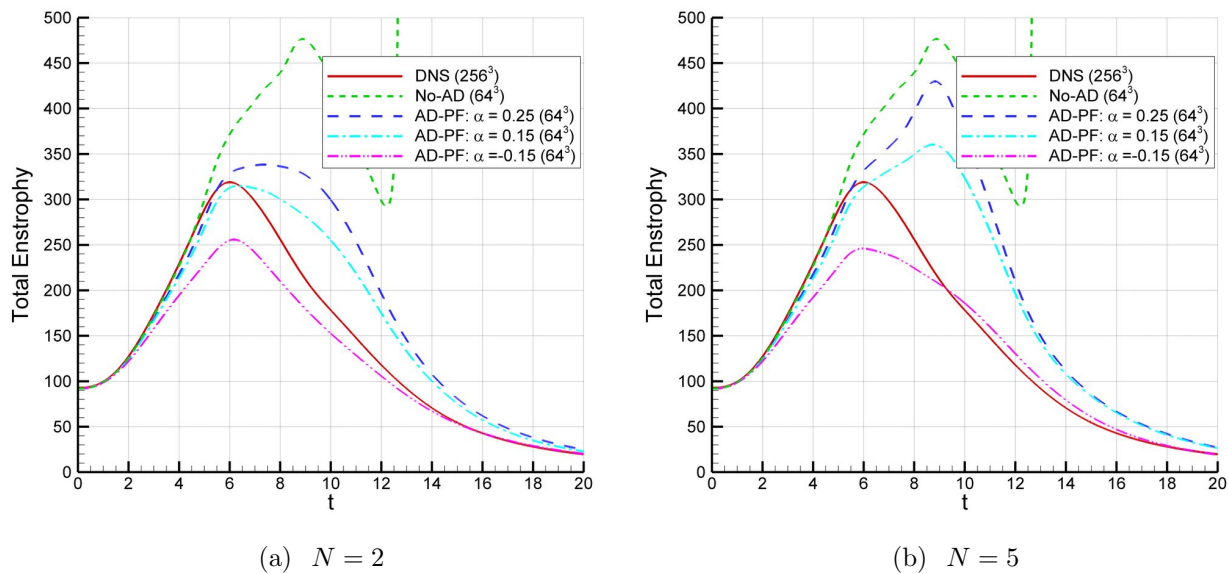 500
450
400
350
300
250
200
150
100
50
0
Total Enstrophy
DNS (256³)
No-AD (64³)
AD-PF: α = 0.25 (64³)
AD-PF: α = 0.15 (64³)
AD-PF: α =-0.15 (64³)
0 2 4 6 8 10 12 14 16 18 20
t
(a) N = 2
500
450
400
350
300
250
200
150
100
50
0
Total Enstrophy
DNS (256³)
No-AD (64³)
AD-PF: α = 0.25 (64³)
AD-PF: α = 0.15 (64³)
AD-PF: α =-0.15 (64³)
0 2 4 6 8 10 12 14 16 18 20
t
(b) N = 5